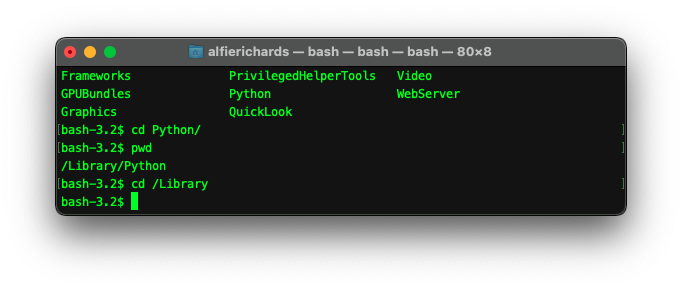 alfierichards — bash — bash — bash — 80×8
Frameworks PrivilegedHelperTools Video
GPUBundles Python WebServer
Graphics QuickLook
[bash-3.2$ cd Python/ ]
[bash-3.2$ pwd ]
/Library/Python
[bash-3.2$ cd /Library ]
bash-3.2$